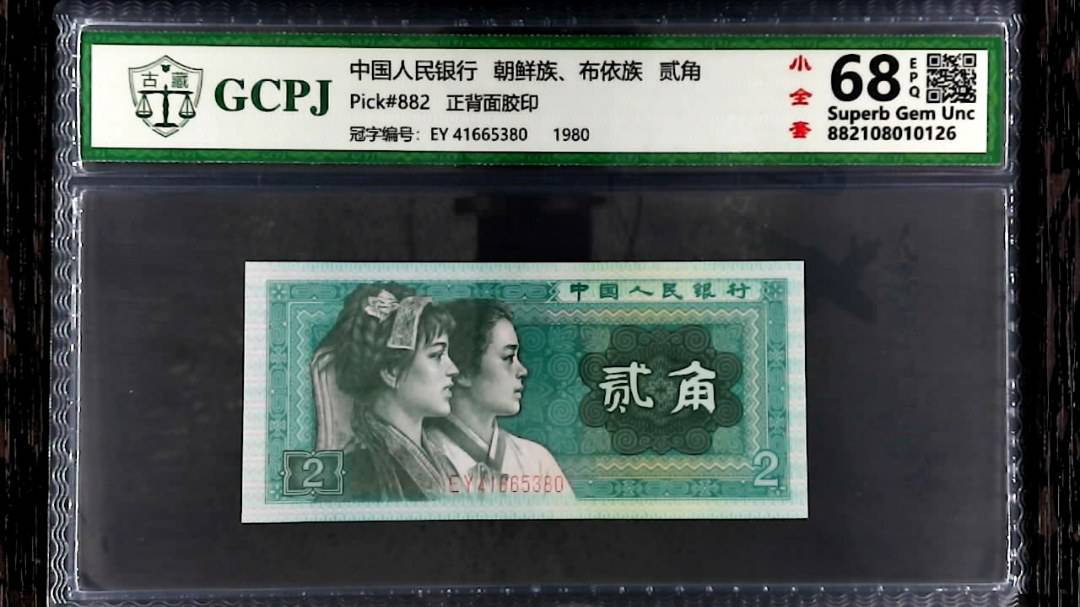 古 藏
GCPJ
中国人民银行 朝鲜族、布依族 贰角
Pick#882 正背面胶印
冠字编号: EY 41665380 1980
小全套
68 EPQ
Superb Gem Unc
882108010126
中国人民银行
贰角
2
EY41665380
2